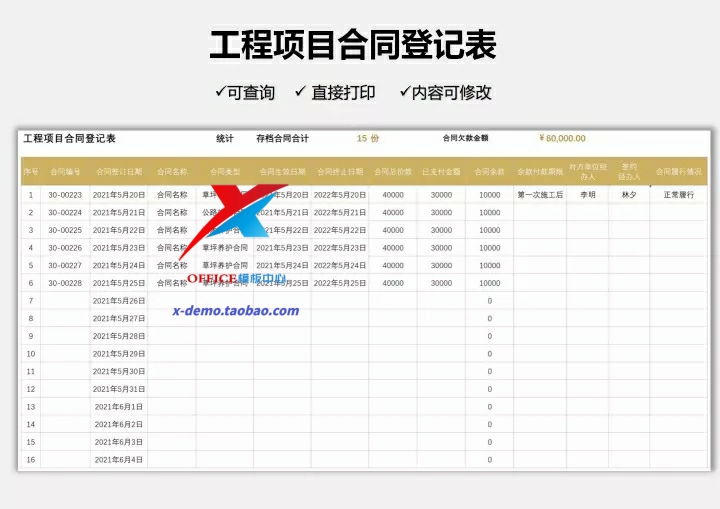 工程项目合同登记表
✓可查询 ✓ 直接打印 ✓内容可修改
工程项目合同登记表 统计 存档合同合计 15 份 合同欠款金额 ¥60,000.00
序号 合同编号 合同签订日期 合同名称 合同类型 合同生效日期 合同终止日期 合同总价款 已支付金额 合同余款 余款付款期限 对方单位经办人 签约经办人 合同履行情况
1 30-00223 2021年5月20日 合同名称 草坪 5月20日 2022年5月20日 40000 30000 10000 第一次施工后 李明 林夕 正常履行
2 30-00224 2021年5月21日 合同名称 公路 2021年5月21日 2022年5月21日 40000 30000 10000
3 30-00225 2021年5月22日 合同名称 草坪 合同 2021年5月22日 2022年5月22日 40000 30000 10000
4 30-00226 2021年5月23日 合同名称 草坪养护合同 2021年5月23日 2022年5月23日 40000 30000 10000
5 30-00227 2021年5月24日 合同名称 草坪养护合同 2021年5月24日 2022年5月24日 40000 30000 10000
6 30-00228 2021年5月25日 合同名称 草坪养护合同 2021年5月25日 2022年5月25日 40000 30000 10000
OFFICE模板中心
7 2021年5月26日 0
x-demo.taobao.com
8 2021年5月27日 0
9 2021年5月28日 0
10 2021年5月29日 0
11 2021年5月30日 0
12 2021年5月31日 0
13 2021年6月1日 0
14 2021年6月2日 0
15 2021年6月3日 0
16 2021年6月4日 0